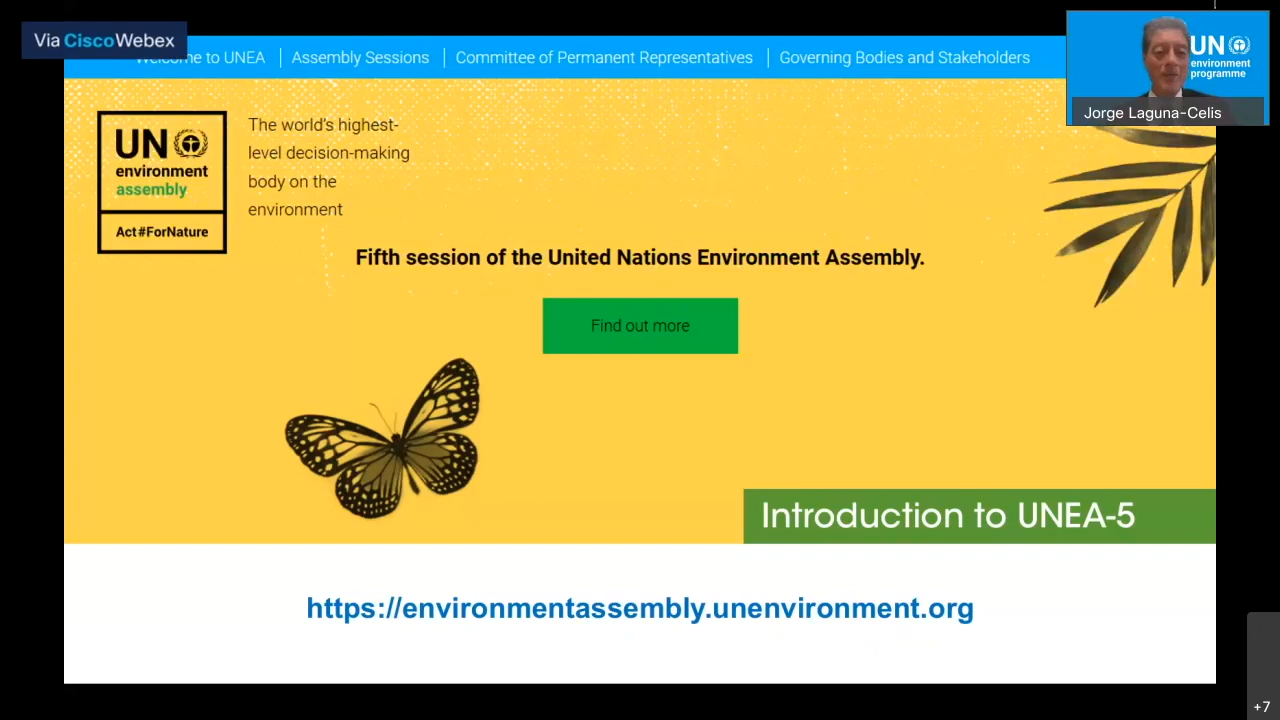 Via CiscoWebex
Welcome to UNEA
Assembly Sessions
Committee of Permanent Representatives
Governing Bodies and Stakeholders
UN
environment
programme
Jorge Laguna-Celis
UN
environment
assembly
Act#ForNature
The world's highest-
level decision-making
body on the
environment
Fifth session of the United Nations Environment Assembly.
Find out more
Introduction to UNEA-5
https://environmentassembly.unenvironment.org
+7